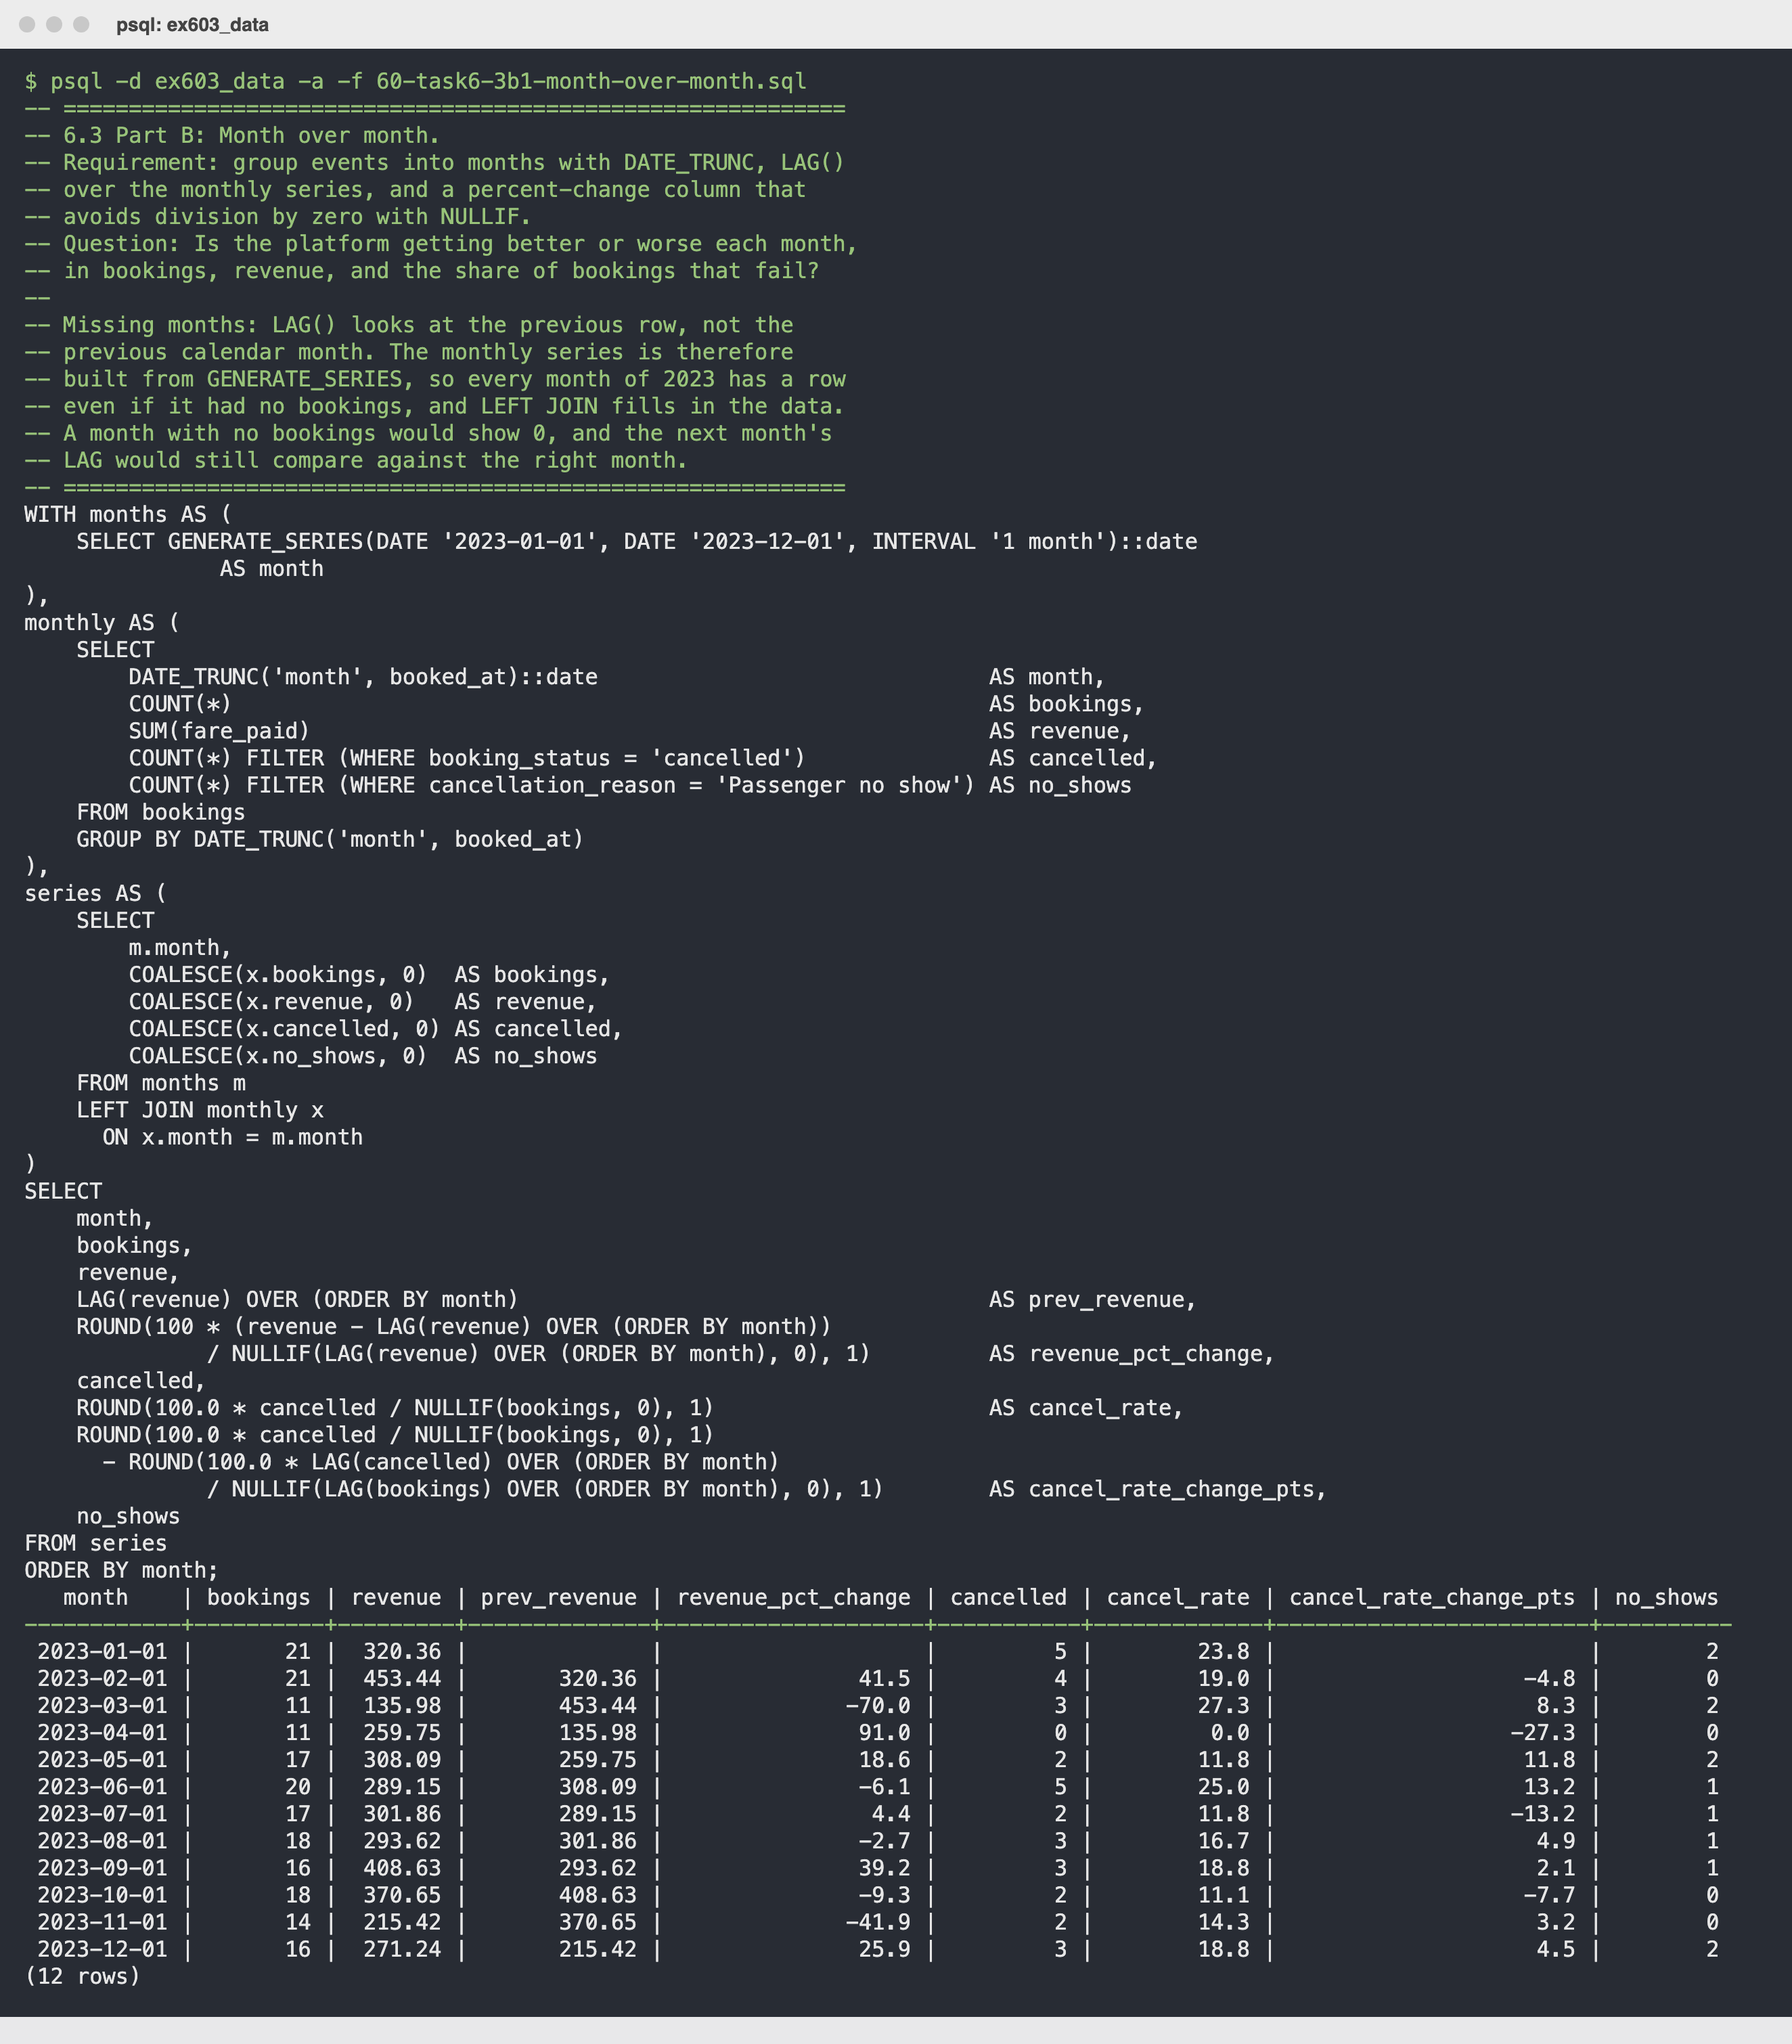 psql: ex603_data
$ psql -d ex603_data -a -f 60-task6-3b1-month-over-month.sql
-- ============================================================
-- 6.3 Part B: Month over month.
-- Requirement: group events into months with DATE_TRUNC, LAG()
-- over the monthly series, and a percent-change column that
-- avoids division by zero with NULLIF.
-- Question: Is the platform getting better or worse each month,
-- in bookings, revenue, and the share of bookings that fail?
--
-- Missing months: LAG() looks at the previous row, not the
-- previous calendar month. The monthly series is therefore
-- built from GENERATE_SERIES, so every month of 2023 has a row
-- even if it had no bookings, and LEFT JOIN fills in the data.
-- A month with no bookings would show 0, and the next month's
-- LAG would still compare against the right month.
-- ============================================================
WITH months AS (
    SELECT GENERATE_SERIES(DATE '2023-01-01', DATE '2023-12-01', INTERVAL '1 month')::date
               AS month
),
monthly AS (
    SELECT
        DATE_TRUNC('month', booked_at)::date                              AS month,
        COUNT(*)                                                          AS bookings,
        SUM(fare_paid)                                                    AS revenue,
        COUNT(*) FILTER (WHERE booking_status = 'cancelled')              AS cancelled,
        COUNT(*) FILTER (WHERE cancellation_reason = 'Passenger no show') AS no_shows
    FROM bookings
    GROUP BY DATE_TRUNC('month', booked_at)
),
series AS (
    SELECT
        m.month,
        COALESCE(x.bookings, 0)  AS bookings,
        COALESCE(x.revenue, 0)   AS revenue,
        COALESCE(x.cancelled, 0) AS cancelled,
        COALESCE(x.no_shows, 0)  AS no_shows
    FROM months m
    LEFT JOIN monthly x
      ON x.month = m.month
)
SELECT
    month,
    bookings,
    revenue,
    LAG(revenue) OVER (ORDER BY month)                                    AS prev_revenue,
    ROUND(100 * (revenue - LAG(revenue) OVER (ORDER BY month))
              / NULLIF(LAG(revenue) OVER (ORDER BY month), 0), 1)         AS revenue_pct_change,
    cancelled,
    ROUND(100.0 * cancelled / NULLIF(bookings, 0), 1)                     AS cancel_rate,
    ROUND(100.0 * cancelled / NULLIF(bookings, 0), 1)
      - ROUND(100.0 * LAG(cancelled) OVER (ORDER BY month)
              / NULLIF(LAG(bookings) OVER (ORDER BY month), 0), 1)        AS cancel_rate_change_pts,
    no_shows
FROM series
ORDER BY month;
   month    | bookings | revenue | prev_revenue | revenue_pct_change | cancelled | cancel_rate | cancel_rate_change_pts | no_shows
------------+----------+---------+--------------+--------------------+-----------+-------------+------------------------+----------
 2023-01-01 |       21 |  320.36 |              |                    |         5 |        23.8 |                        |        2
 2023-02-01 |       21 |  453.44 |       320.36 |               41.5 |         4 |        19.0 |                   -4.8 |        0
 2023-03-01 |       11 |  135.98 |       453.44 |              -70.0 |         3 |        27.3 |                    8.3 |        2
 2023-04-01 |       11 |  259.75 |       135.98 |               91.0 |         0 |         0.0 |                  -27.3 |        0
 2023-05-01 |       17 |  308.09 |       259.75 |               18.6 |         2 |        11.8 |                   11.8 |        2
 2023-06-01 |       20 |  289.15 |       308.09 |               -6.1 |         5 |        25.0 |                   13.2 |        1
 2023-07-01 |       17 |  301.86 |       289.15 |                4.4 |         2 |        11.8 |                  -13.2 |        1
 2023-08-01 |       18 |  293.62 |       301.86 |               -2.7 |         3 |        16.7 |                    4.9 |        1
 2023-09-01 |       16 |  408.63 |       293.62 |               39.2 |         3 |        18.8 |                    2.1 |        1
 2023-10-01 |       18 |  370.65 |       408.63 |               -9.3 |         2 |        11.1 |                   -7.7 |        0
 2023-11-01 |       14 |  215.42 |       370.65 |              -41.9 |         2 |        14.3 |                    3.2 |        0
 2023-12-01 |       16 |  271.24 |       215.42 |               25.9 |         3 |        18.8 |                    4.5 |        2
(12 rows)